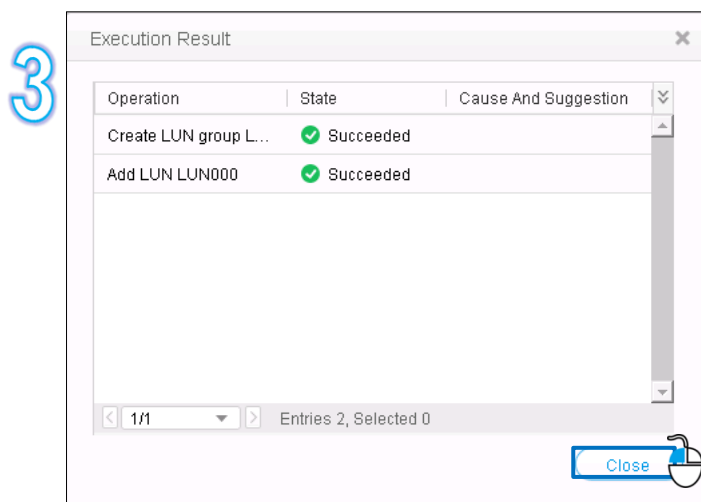 3
Execution Result
Operation State Cause And Suggestion
Create LUN group L... Succeeded
Add LUN LUN000 Succeeded
1/1 Entries 2, Selected 0
Close